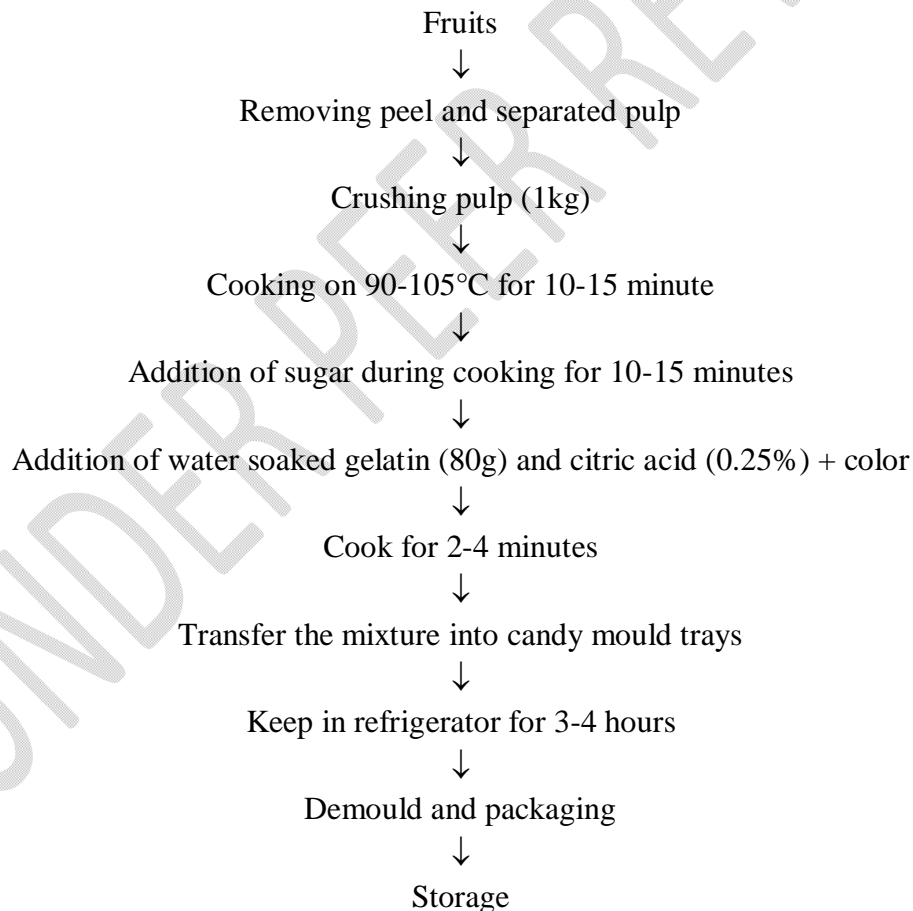 Fruits
↓
Removing peel and separated pulp
↓
Crushing pulp (1kg)
↓
Cooking on 90-105°C for 10-15 minute
↓
Addition of sugar during cooking for 10-15 minutes
↓
Addition of water soaked gelatin (80g) and citric acid (0.25%) + color
↓
Cook for 2-4 minutes
↓
Transfer the mixture into candy mould trays
↓
Keep in refrigerator for 3-4 hours
↓
Demould and packaging
↓
Storage
UNDER PEER RE